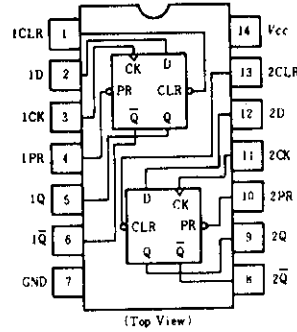 1CLR 1 14 Vcc
CK D
1D 2 13 2CLR
PR CLR
1CK 3 12 2D
Q̅ Q
1PR 4 11 2CK
D CK
1Q 5 10 2PR
CLR PR
1Q̅ 6 9 2Q
Q Q̅
GND 7 8 2Q̅
(Top View)